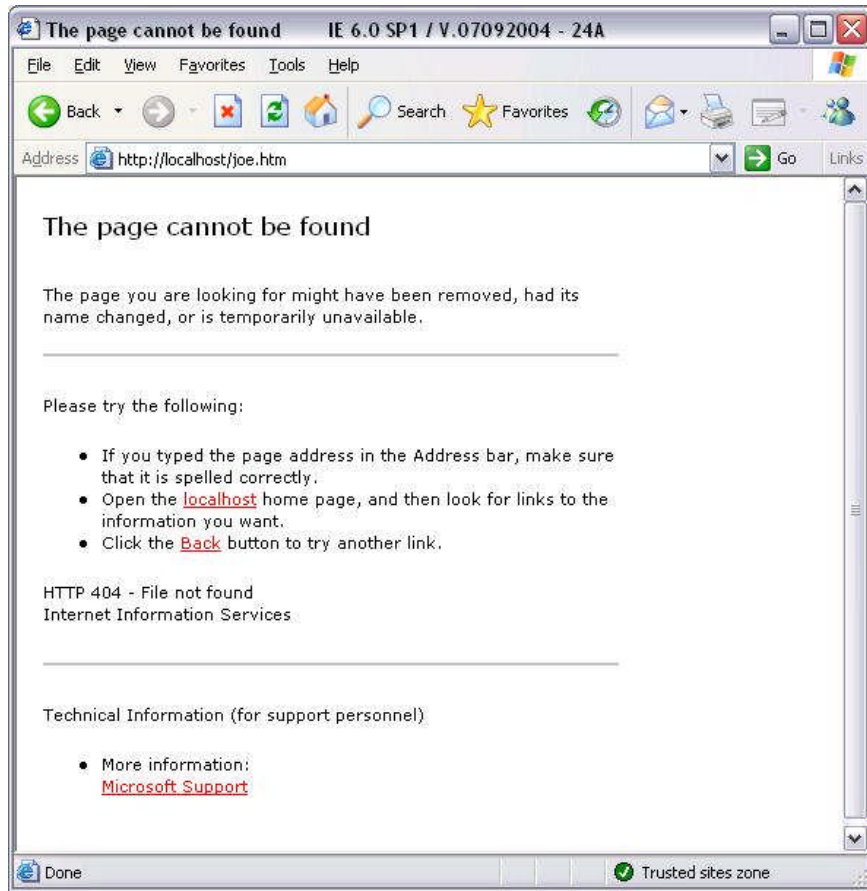 The page cannot be found IE 6.0 SP1 / V.07092004 - 24A
File Edit View Favorites Tools Help
Back Search Favorites
Address http://localhost/joe.htm Go Links
The page cannot be found
The page you are looking for might have been removed, had its
name changed, or is temporarily unavailable.
Please try the following:
If you typed the page address in the Address bar, make sure
that it is spelled correctly.
Open the localhost home page, and then look for links to the
information you want.
Click the Back button to try another link.
HTTP 404 - File not found
Internet Information Services
Technical Information (for support personnel)
More information:
Microsoft Support
Done Trusted sites zone